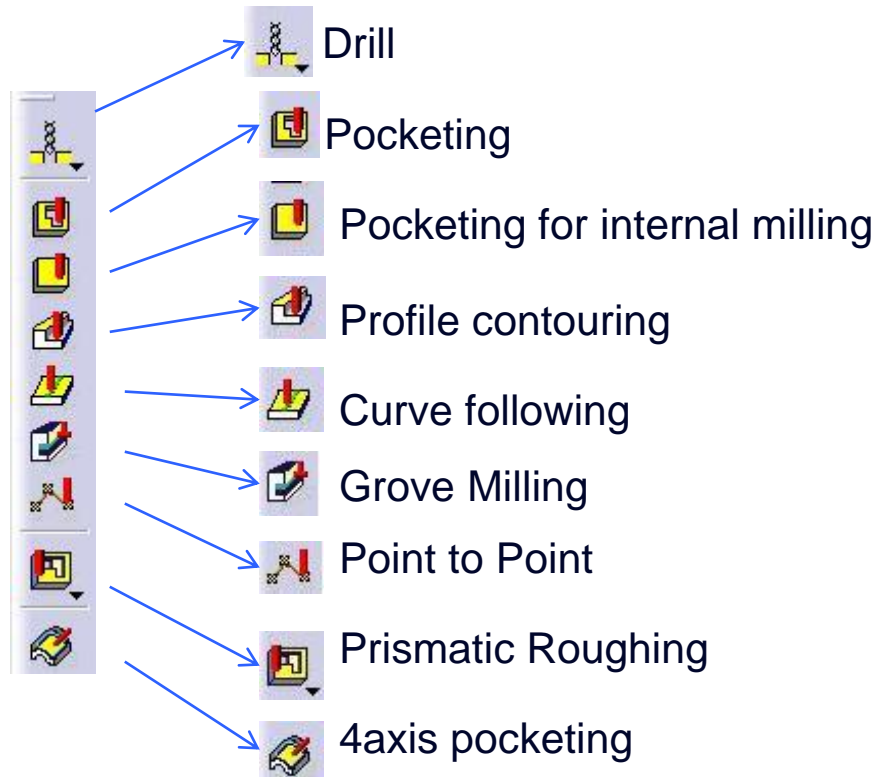 Drill
Pocketing
Pocketing for internal milling
Profile contouring
Curve following
Grove Milling
Point to Point
Prismatic Roughing
4axis pocketing